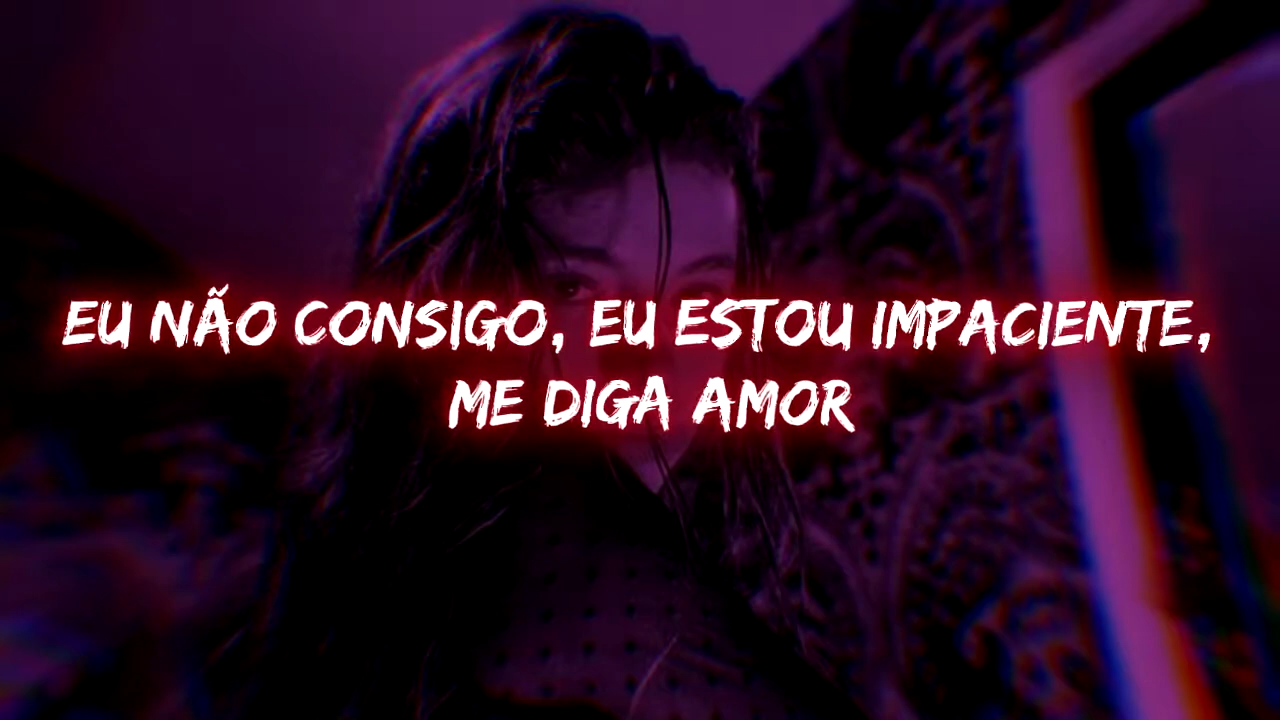 EU NÃO CONSIGO, EU ESTOU IMPACIENTE,
ME DIGA AMOR